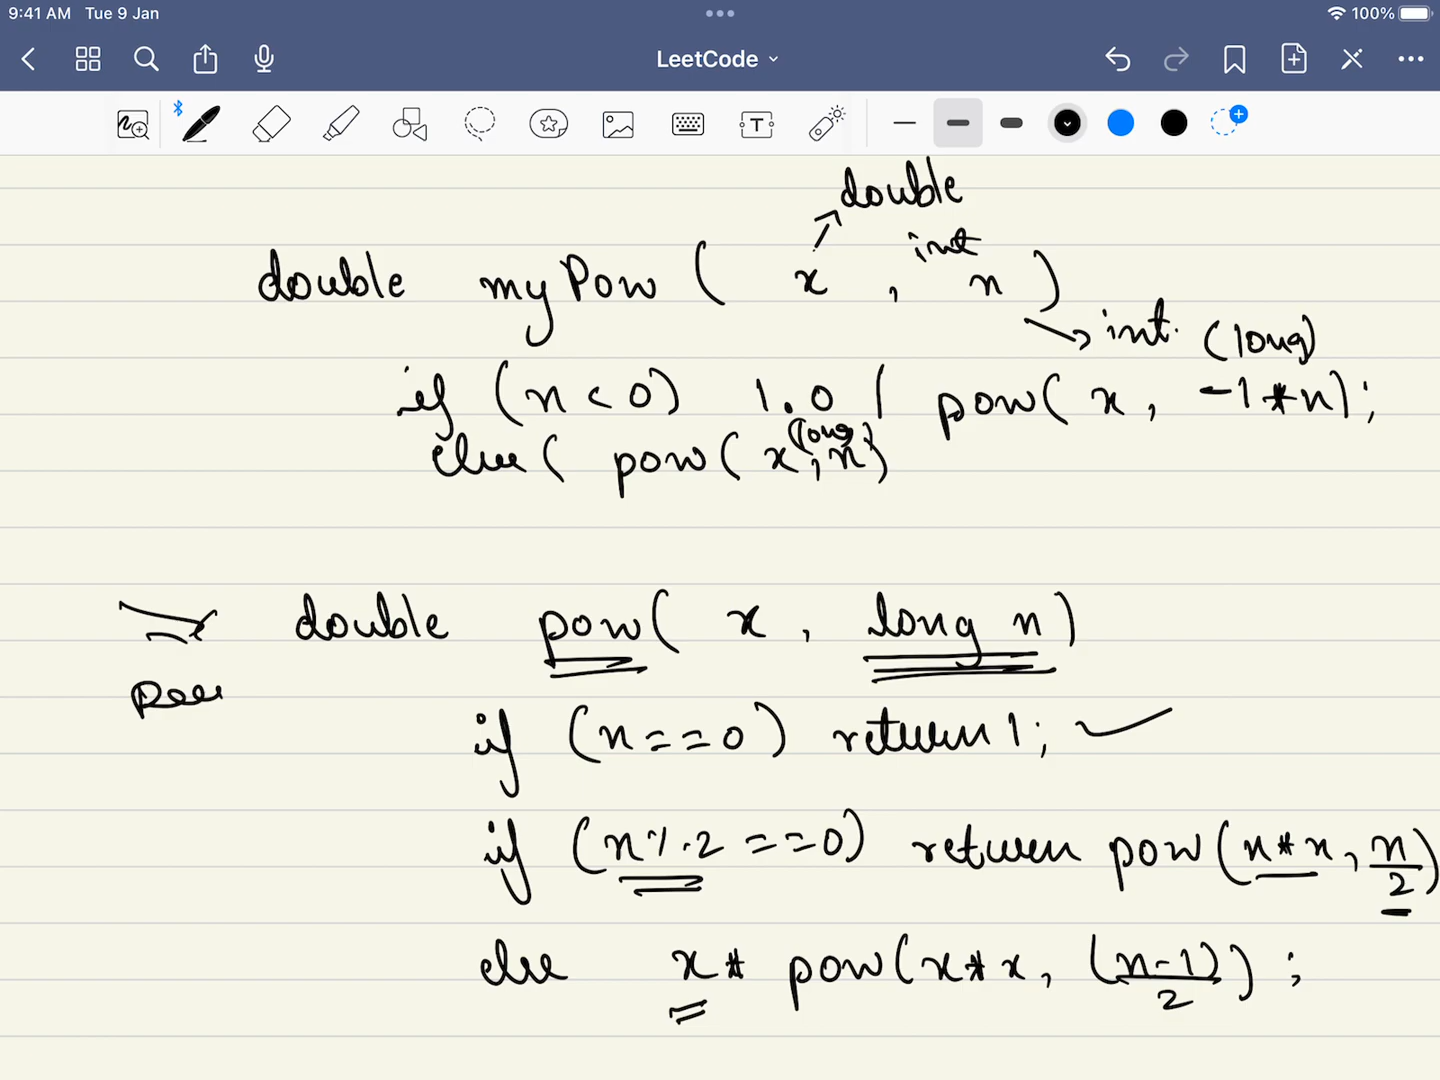 9:41 AM Tue 9 Jan
100%
LeetCode
T
double
int
double myPow ( x , n )
int. (long)
if (n < 0) 1.0 / pow( x, -1*n);
(long)
else ( pow( x, n)
double pow( x , long n)
if (n==0) return 1;
if (n%2 ==0) return pow(x*x, n/2)
else x* pow(x*x, (n-1)/2) ;